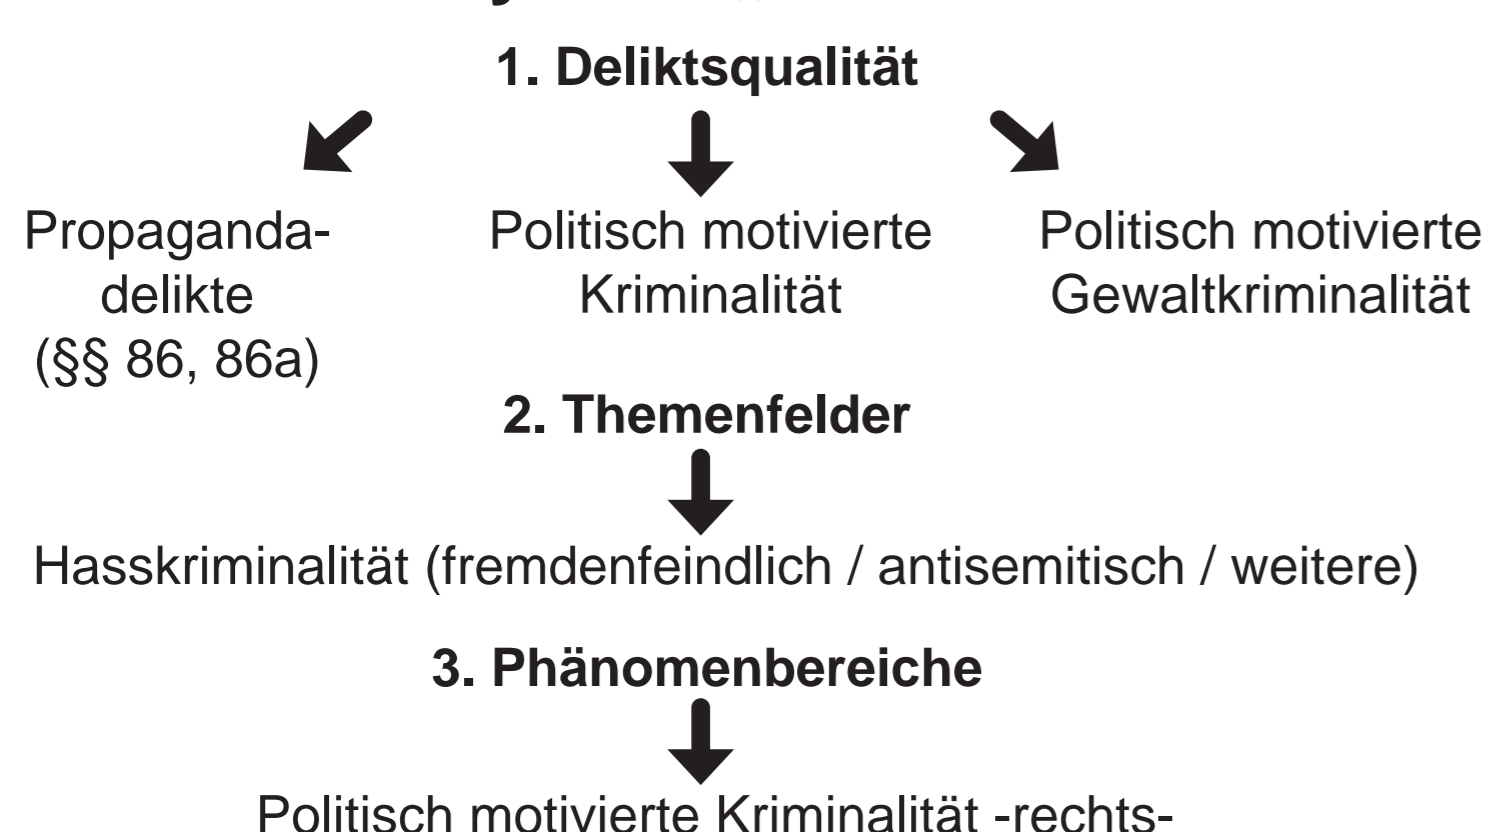 1. Deliktsqualität
Propaganda-
delikte
(§§ 86, 86a)
Politisch motivierte
Kriminalität
Politisch motivierte
Gewaltkriminalität
2. Themenfelder
Hasskriminalität (fremdenfeindlich / antisemitisch / weitere)
3. Phänomenbereiche
Politisch motivierte Kriminalität -rechts-